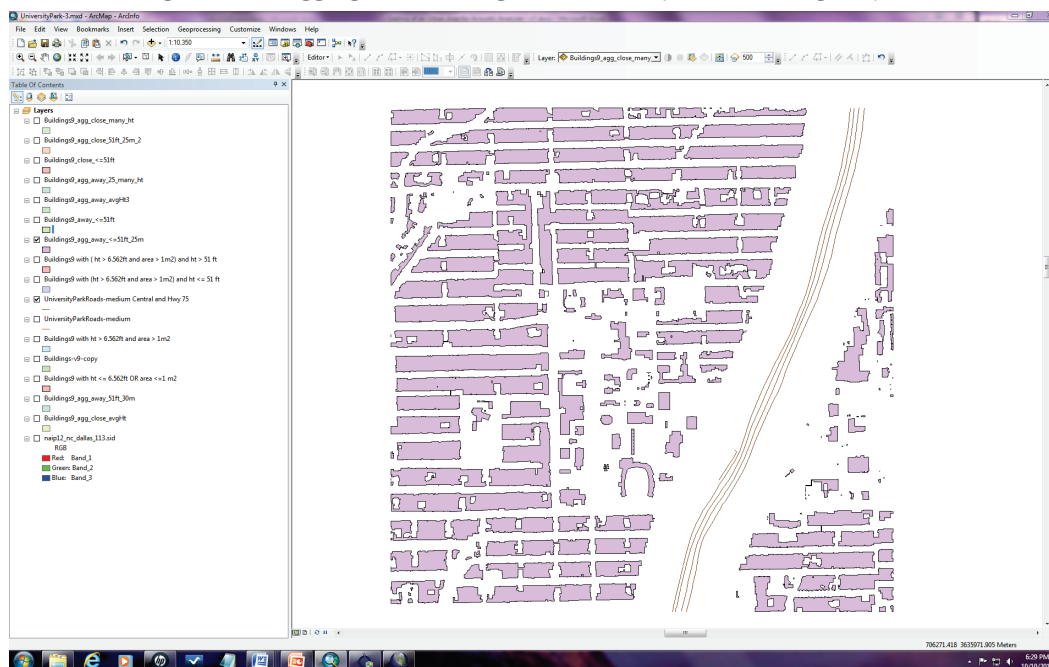 UniversityPark-3.mxd - ArcMap - ArcInfo
File Edit View Bookmarks Insert Selection Geoprocessing Customize Windows Help
1:10,350
Editor Layer: Buildings9_agg_close_many 500
Table Of Contents
Layers
Buildings9_agg_close_many_ht
Buildings9_agg_close_51ft_25m_2
Buildings9_close_<=51ft
Buildings9_agg_away_25_many_ht
Buildings9_agg_away_avgHt3
Buildings9_away_<=51ft
Buildings9_agg_away_<=51ft_25m
Buildings9 with ( ht > 6.562ft and area > 1m2) and ht > 51 ft
Buildings9 with (ht > 6.562ft and area > 1m2) and ht <= 51 ft
UniversityParkRoads-medium Central and Hwy 75
UniversityParkRoads-medium
Buildings9 with ht > 6.562ft and area > 1m2
Buildings-v9-copy
Buildings9 with ht <= 6.562ft OR area <=1 m2
Buildings9_agg_away_51ft_30m
Buildings9_agg_close_avgHt
naip12_nc_dallas_113.sid
RGB
Red: Band_1
Green: Band_2
Blue: Band_3
706271.418 3635971.905 Meters
6:29 PM